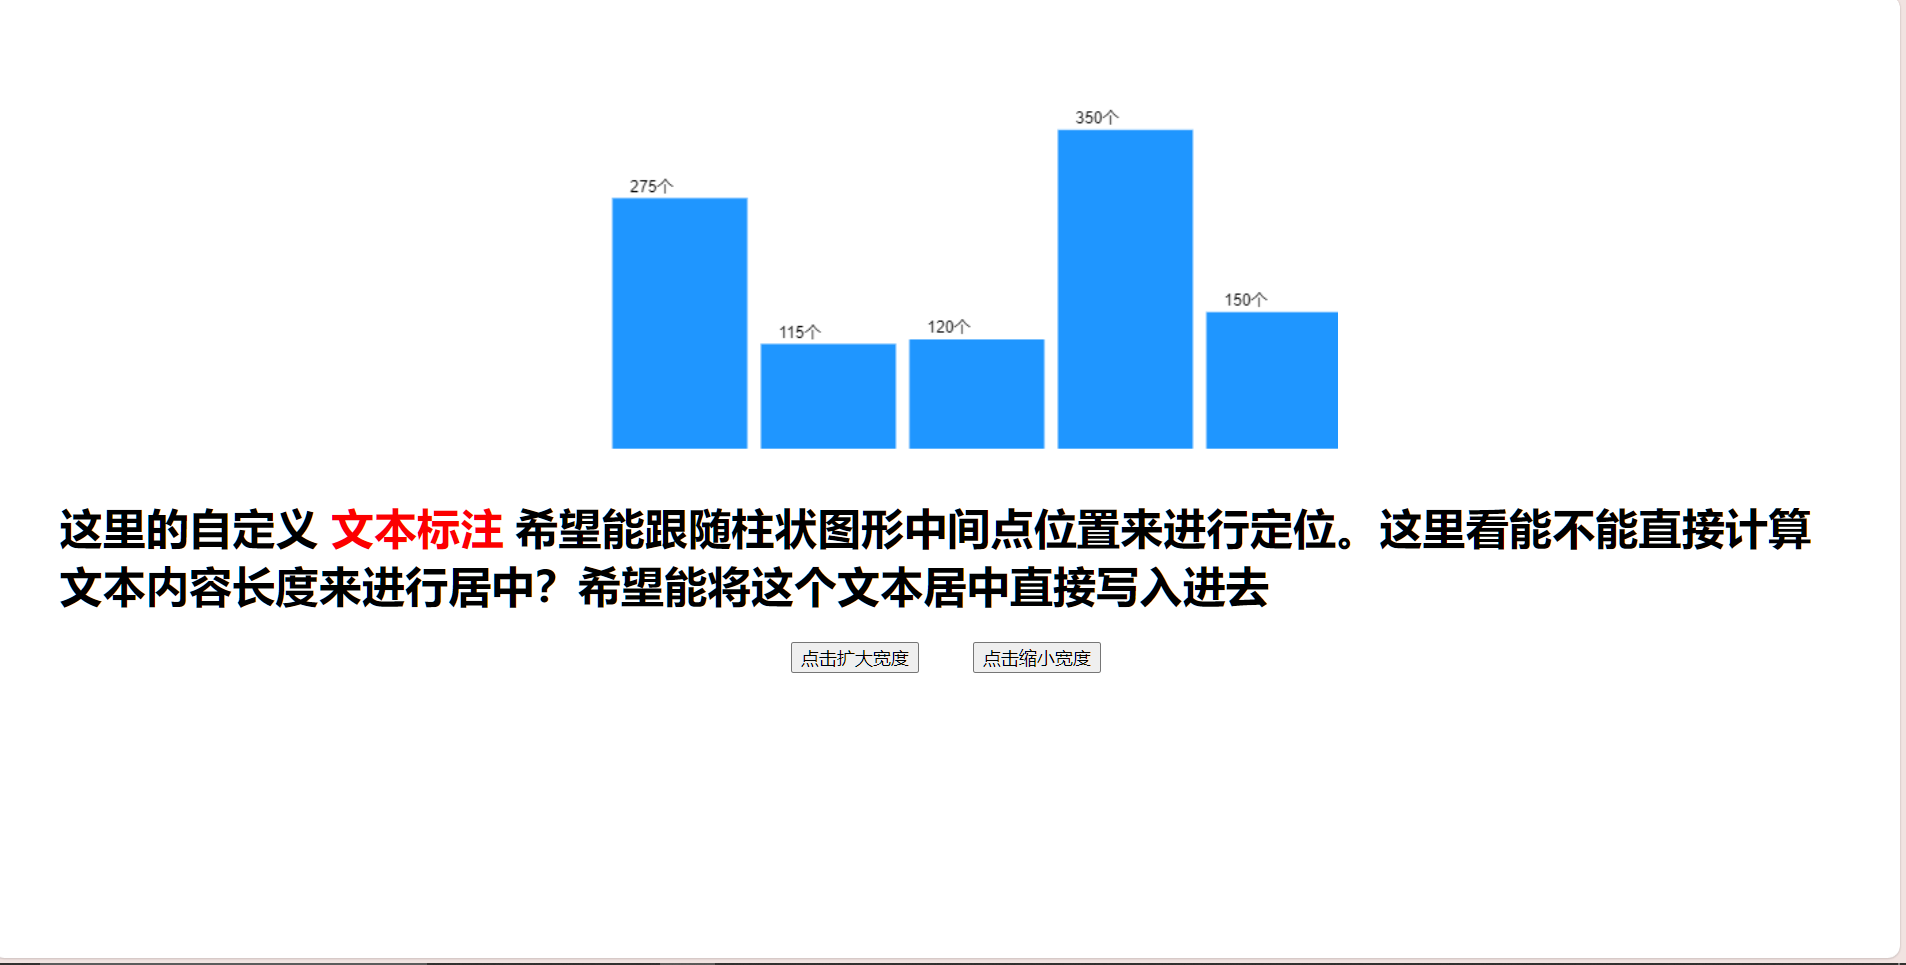 350个
275个
150个
120个
115个
这里的自定义 文本标注 希望能跟随柱状图形中间点位置来进行定位。这里看能不能直接计算
文本内容长度来进行居中？希望能将这个文本居中直接写入进去
点击扩大宽度 点击缩小宽度